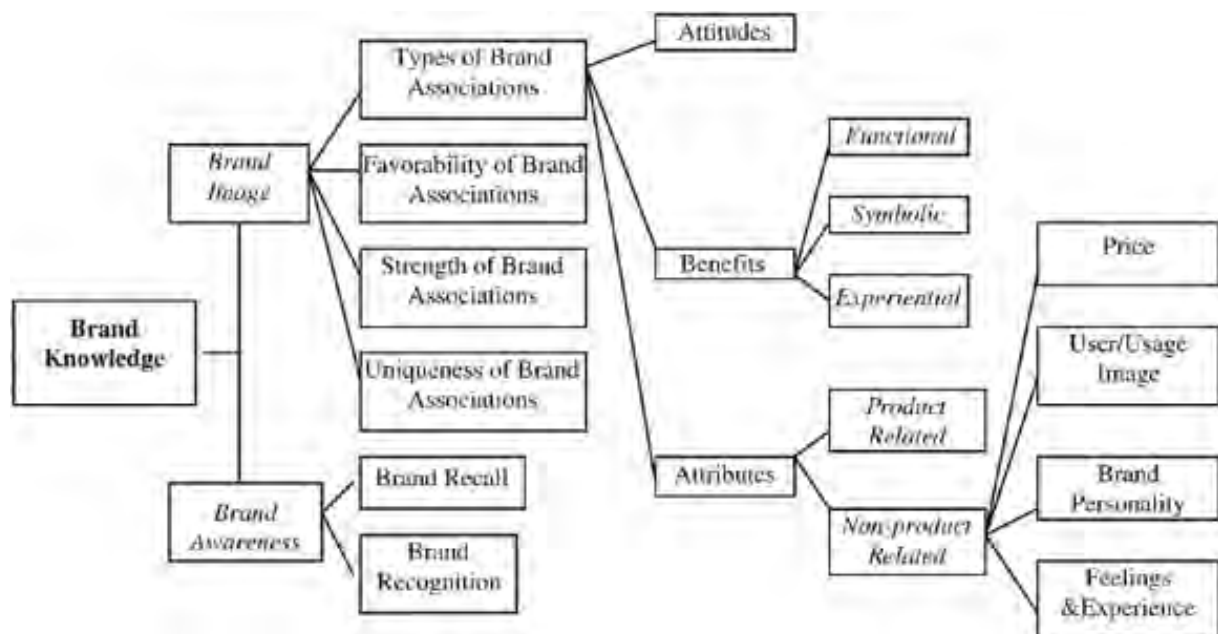 Types of Brand
Associations
Attitudes
Brand
Image
Favorability of Brand
Associations
Functional
Symbolic
Strength of Brand
Associations
Benefits
Experiential
Price
Brand
Knowledge
Uniqueness of Brand
Associations
User/Usage
Image
Product
Related
Attributes
Brand Recall
Brand
Awareness
Brand
Recognition
Non-product
Related
Brand
Personality
Feelings
&Experience